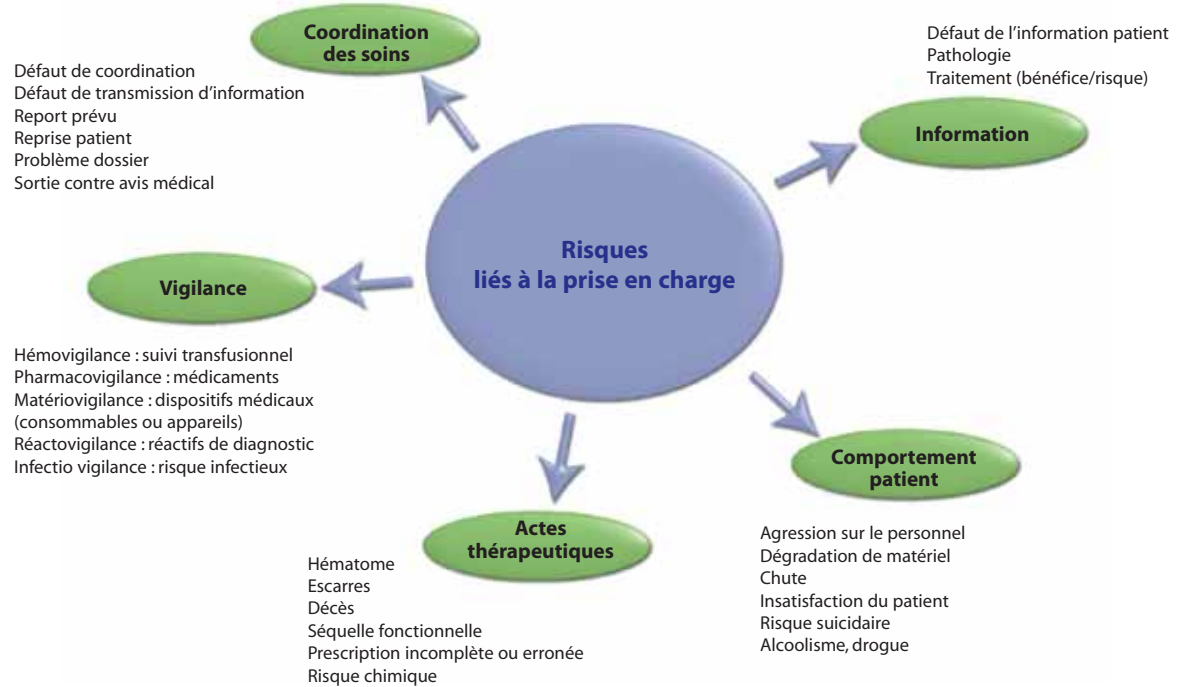 Coordination
des soins
Défaut de coordination
Défaut de transmission d'information
Report prévu
Reprise patient
Problème dossier
Sortie contre avis médical
Défaut de l'information patient
Pathologie
Traitement (bénéfice/risque)
Information
Risques
liés à la prise en charge
Vigilance
Hémovigilance : suivi transfusionnel
Pharmacovigilance : médicaments
Matériovigilance : dispositifs médicaux
(consommables ou appareils)
Réactovigilance : réactifs de diagnostic
Infectio vigilance : risque infectieux
Actes
thérapeutiques
Hématome
Escarres
Décès
Séquelle fonctionnelle
Prescription incomplète ou erronée
Risque chimique
Comportement
patient
Agression sur le personnel
Dégradation de matériel
Chute
Insatisfaction du patient
Risque suicidaire
Alcoolisme, drogue